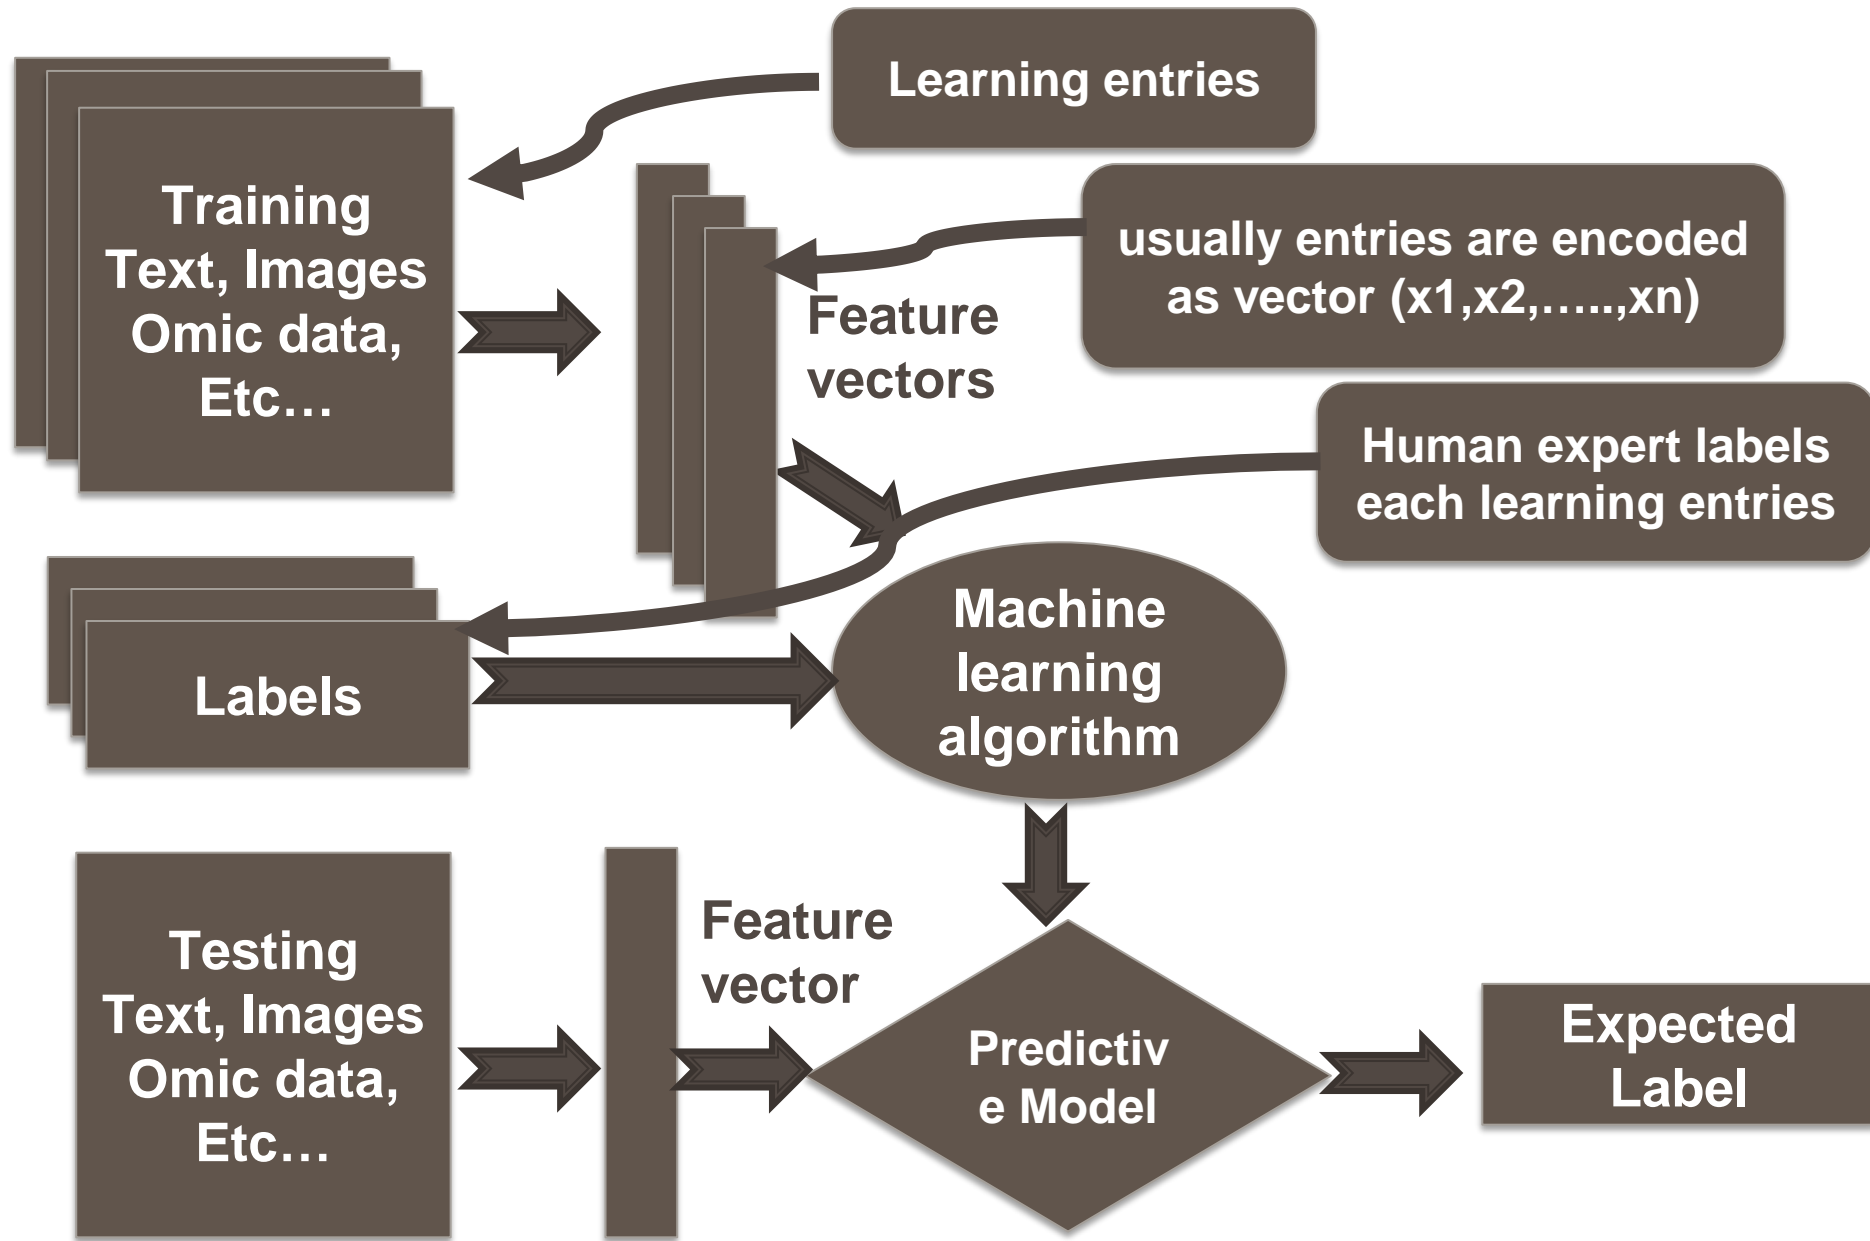 Learning entries
Training
Text, Images
Omic data,
Etc…
usually entries are encoded
as vector (x1,x2,…..,xn)
Feature
vectors
Human expert labels
each learning entries
Labels
Machine
learning
algorithm
Testing
Text, Images
Omic data,
Etc…
Feature
vector
Predictiv
e Model
Expected
Label